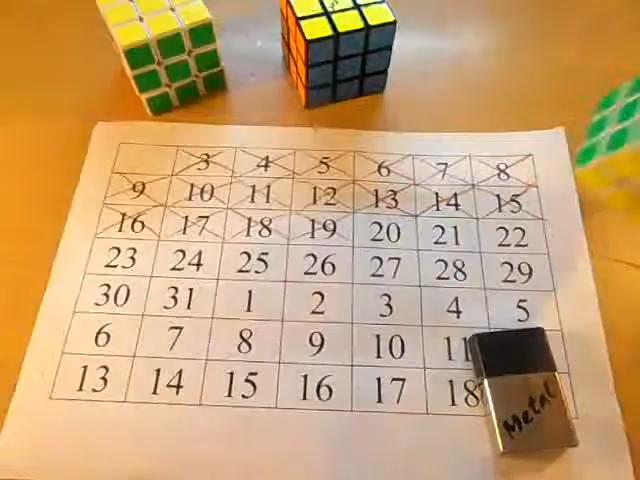 3 4 5 6 7 8
9 10 11 12 13 14 15
16 17 18 19 20 21 22
23 24 25 26 27 28 29
30 31 1 2 3 4 5
6 7 8 9 10 11
13 14 15 16 17 18
Metal